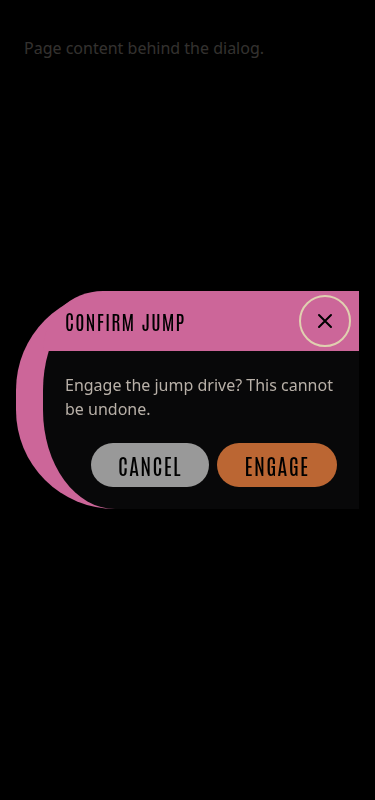 Page content behind the dialog.
CONFIRM JUMP
Engage the jump drive? This cannot
be undone.
CANCEL
ENGAGE